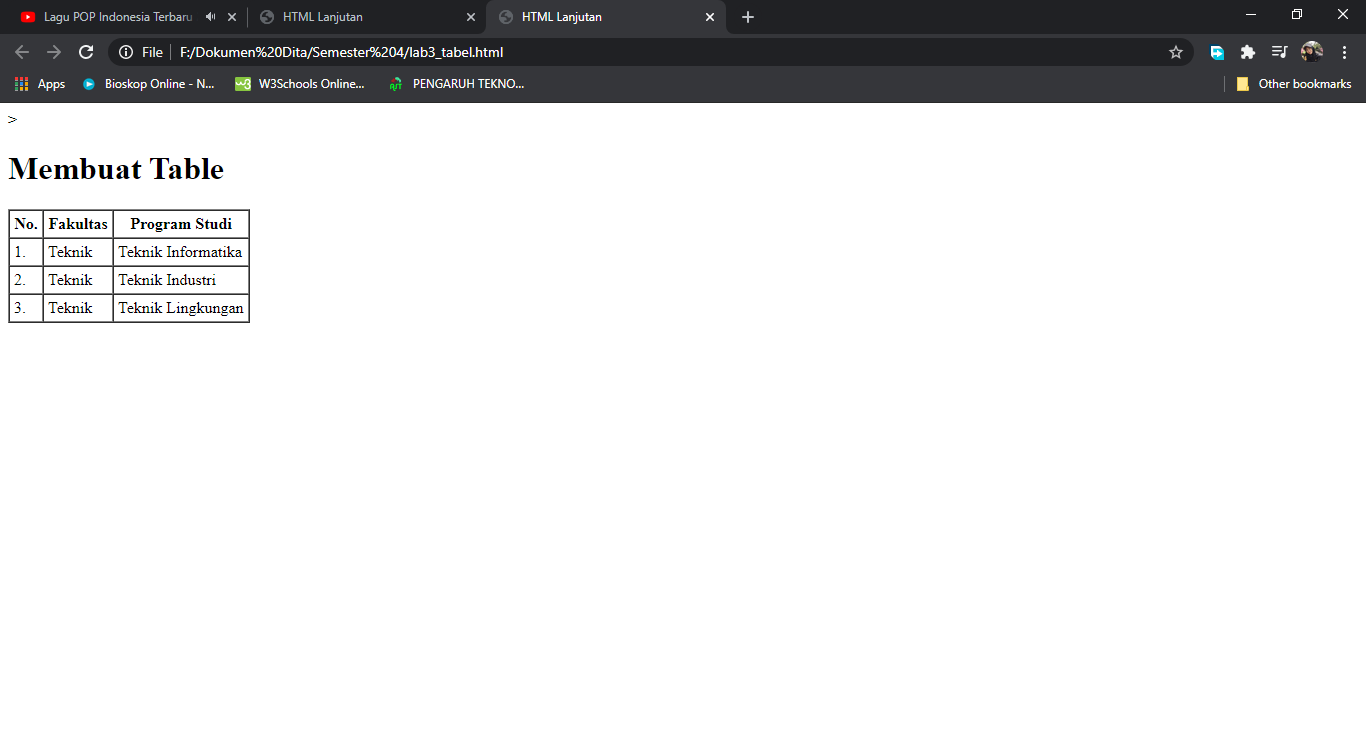 Lagu POP Indonesia Terbaru
HTML Lanjutan
HTML Lanjutan
File F:/Dokumen%20Dita/Semester%204/lab3_tabel.html
Apps Bioskop Online - N... W3Schools Online... PENGARUH TEKNO... Other bookmarks
>
Membuat Table
No. Fakultas Program Studi
1. Teknik Teknik Informatika
2. Teknik Teknik Industri
3. Teknik Teknik Lingkungan